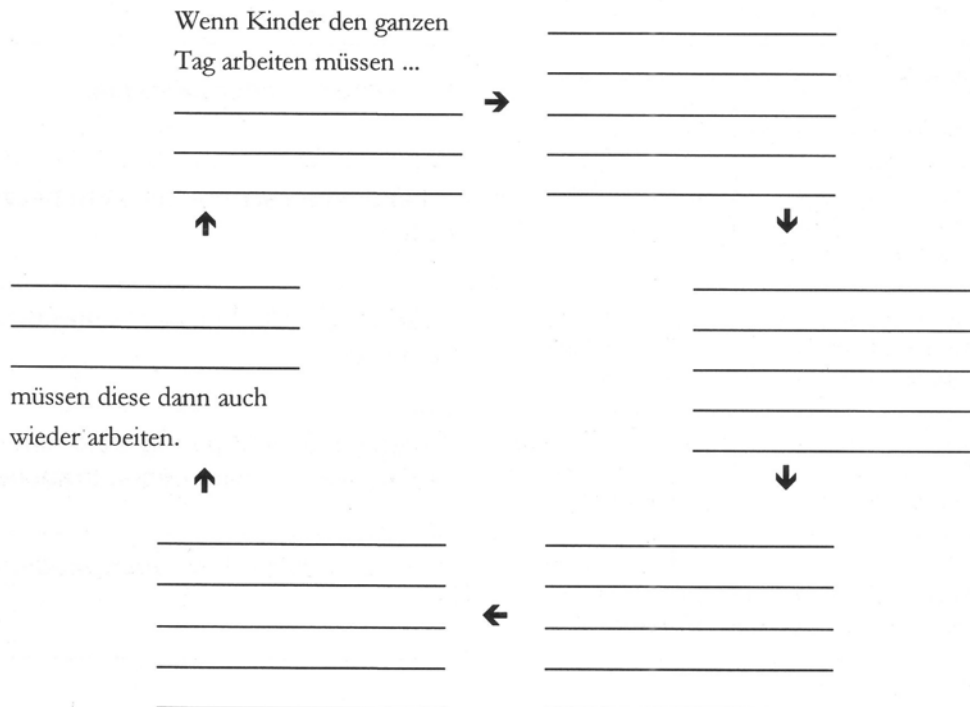 Wenn Kinder den ganzen
Tag arbeiten müssen ...
müssen diese dann auch
wieder arbeiten.